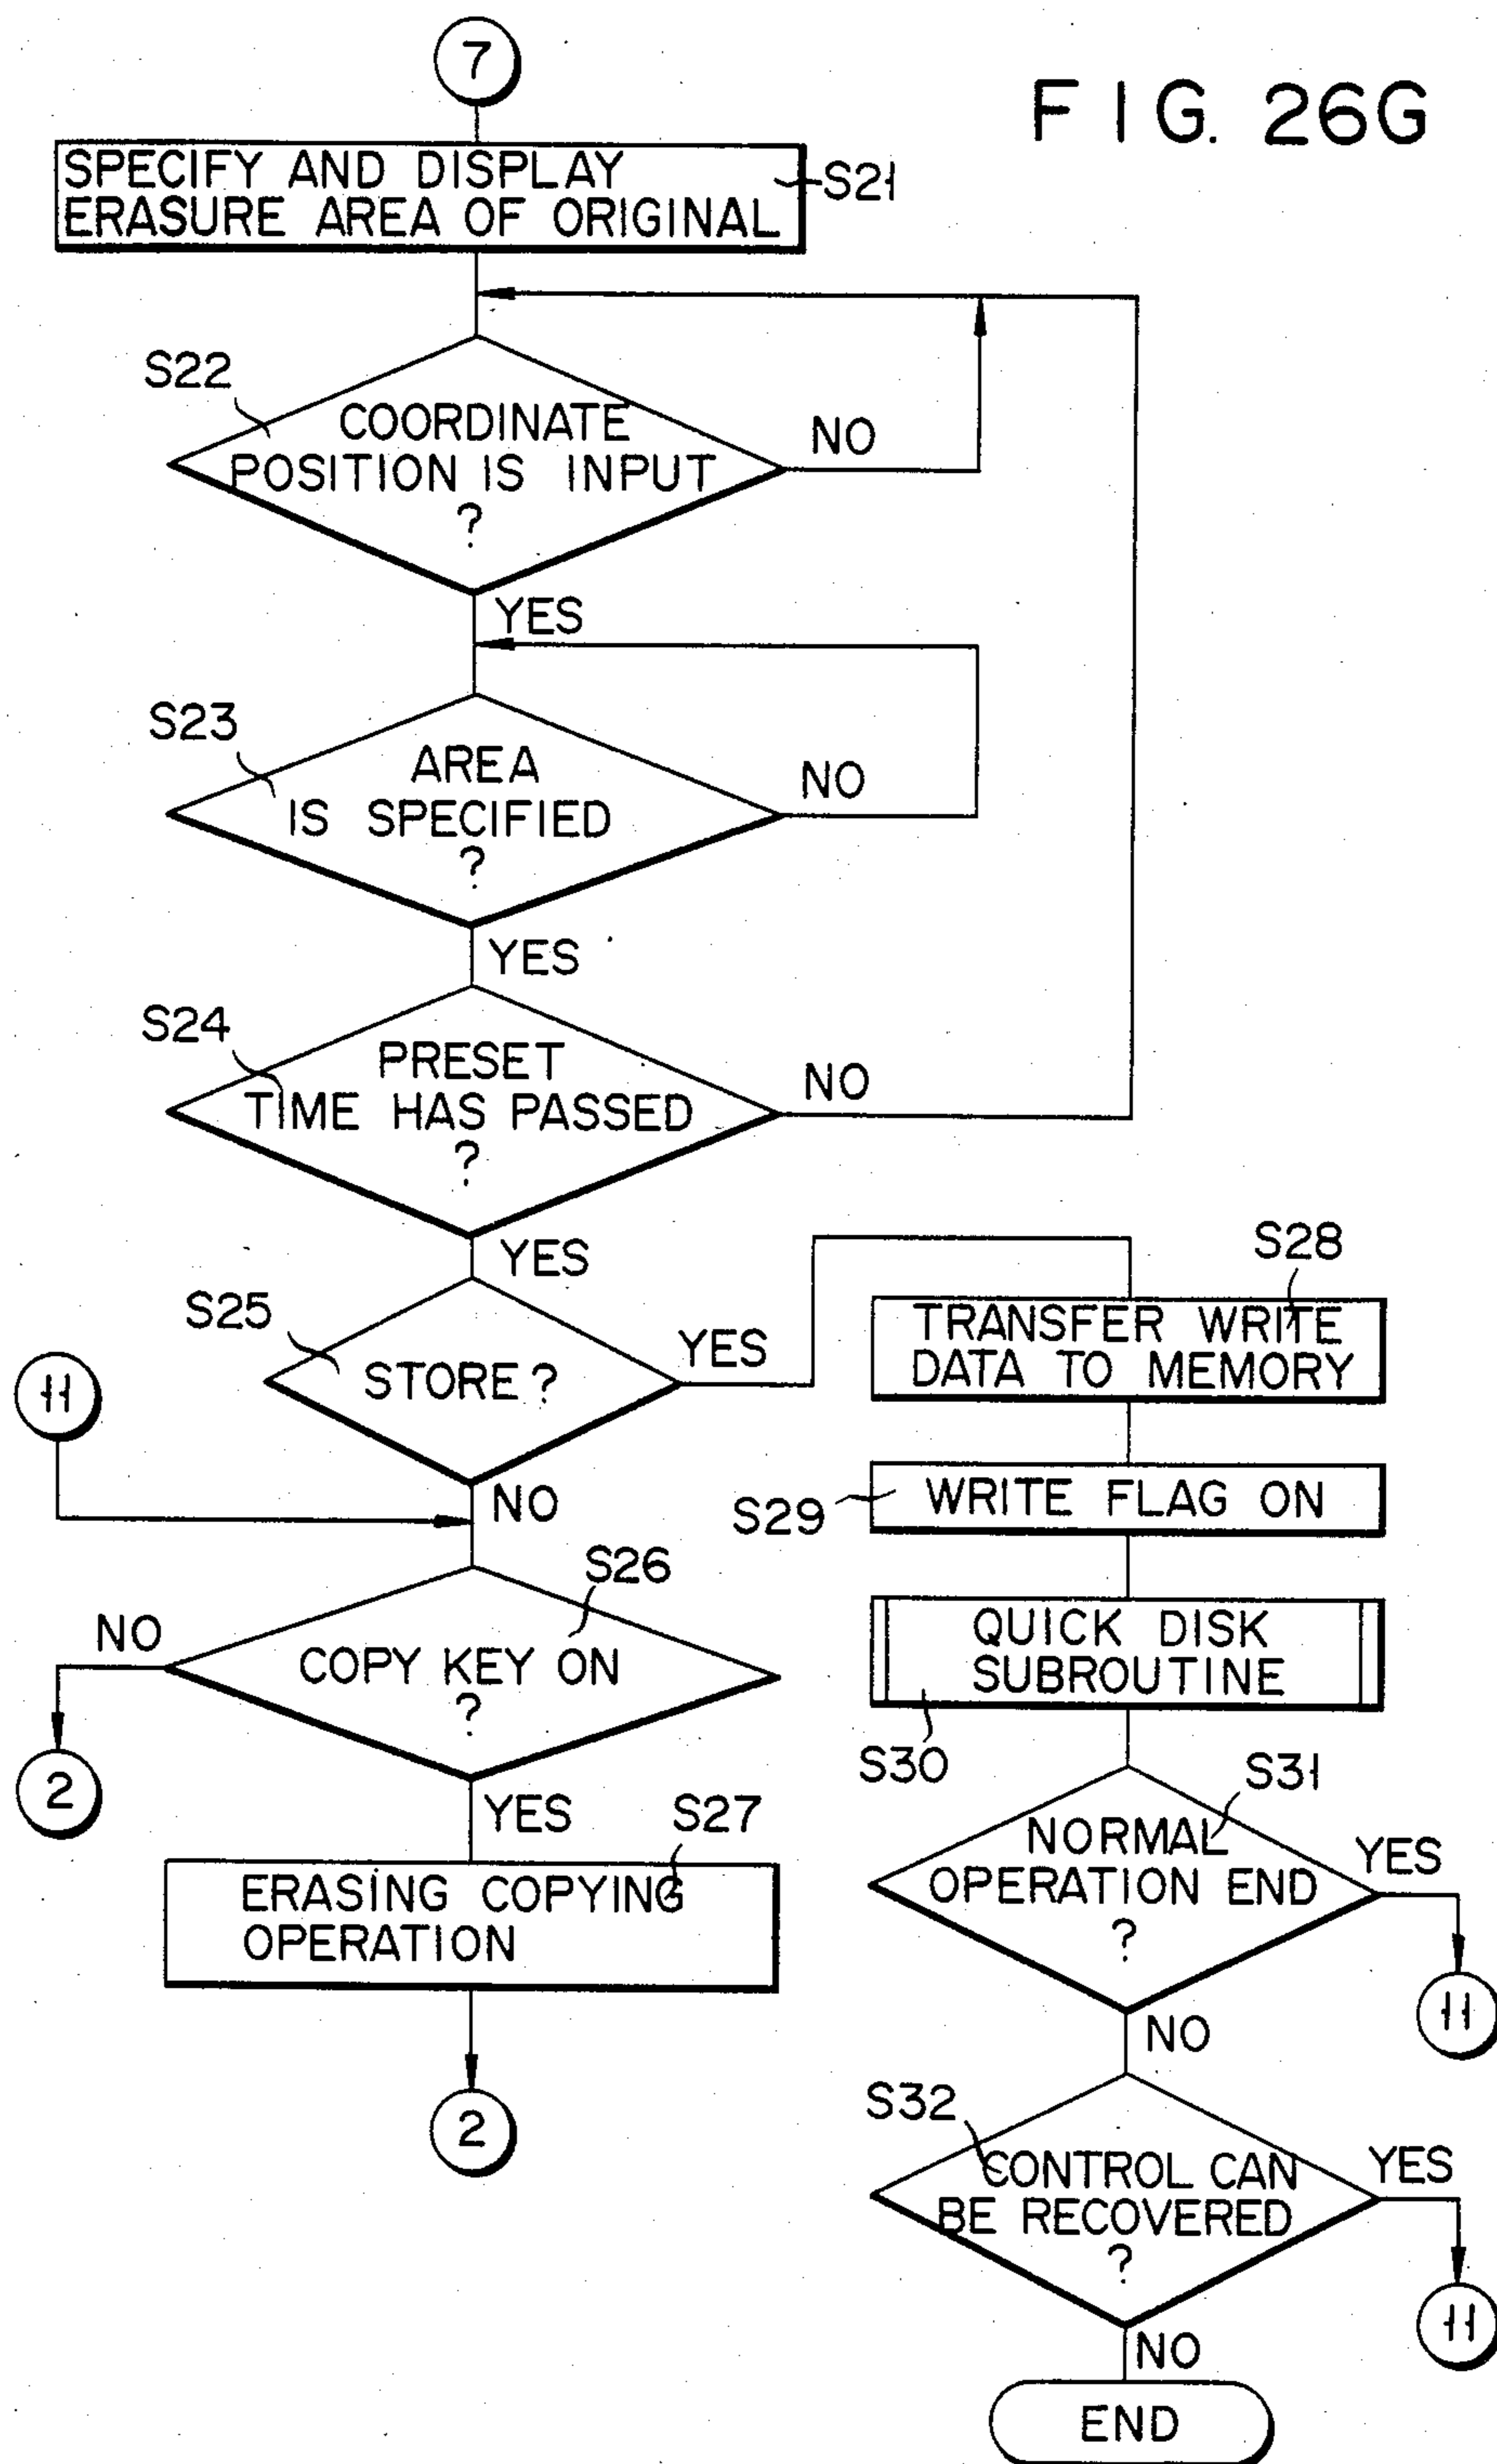 7
FIG. 26G
SPECIFY AND DISPLAY
ERASURE AREA OF ORIGINAL
S21
S22
COORDINATE
POSITION IS INPUT
?
NO
YES
S23
AREA
IS SPECIFIED
?
NO
YES
S24
PRESET
TIME HAS PASSED
?
NO
YES
S25
STORE?
YES
NO
11
S26
COPY KEY ON
?
NO
2
YES
S27
ERASING COPYING
OPERATION
2
S28
TRANSFER WRITE
DATA TO MEMORY
S29
WRITE FLAG ON
QUICK DISK
SUBROUTINE
S30
S31
NORMAL
OPERATION END
?
YES
11
NO
S32
CONTROL CAN
BE RECOVERED
?
YES
11
NO
END